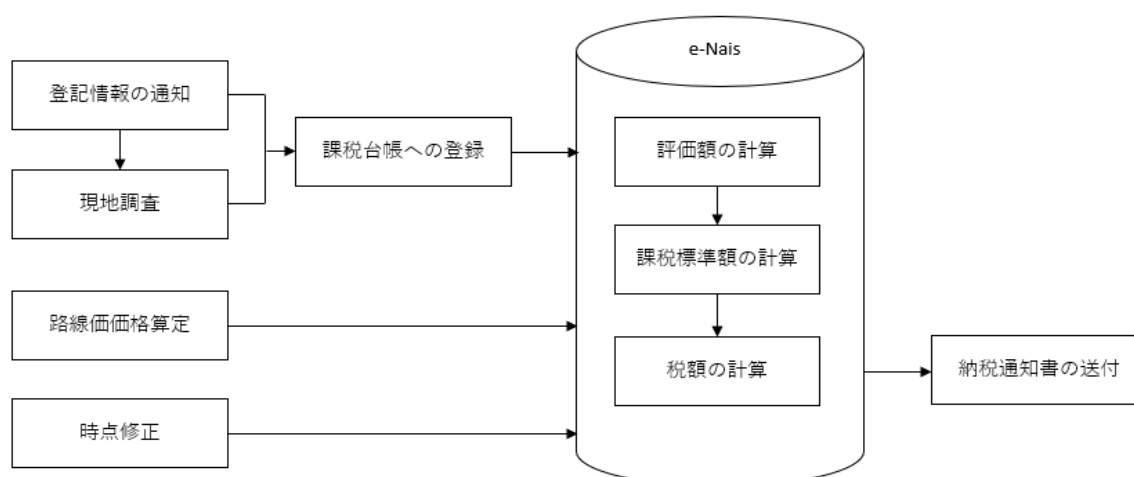 登記情報の通知
現地調査
課税台帳への登録
路線価価格算定
時点修正
e-Nais
評価額の計算
課税標準額の計算
税額の計算
納税通知書の送付